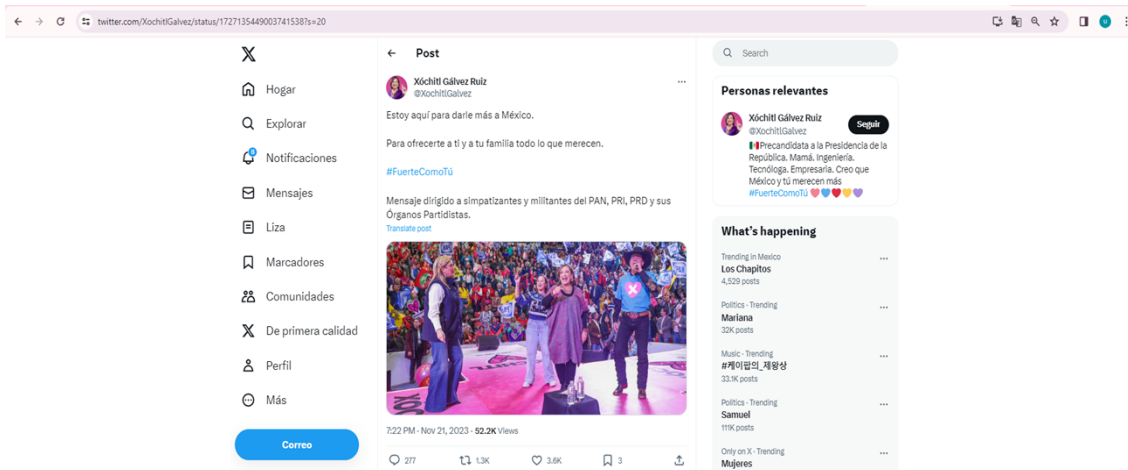 twitter.com/XochitlGalvez/status/1727135449003741538?s=20
Hogar
Explorar
Notificaciones
Mensajes
Liza
Marcadores
Comunidades
De primera calidad
Perfil
Más
Correo
Post
Xóchitl Gálvez Ruiz
@XochitlGalvez
Estoy aquí para darle más a México.
Para ofrecerte a ti y a tu familia todo lo que merecen.
#FuerteComoTú
Mensaje dirigido a simpatizantes y militantes del PAN, PRI, PRD y sus
Órganos Partidistas.
Translate post
7:22 PM · Nov 21, 2023 · 52.2K Views
277 1.3K 3.6K 3
Search
Personas relevantes
Xóchitl Gálvez Ruiz
@XochitlGalvez
Seguir
Precandidata a la Presidencia de la
República. Mamá. Ingeniería.
Tecnóloga. Empresaria. Creo que
México y tú merecen más
#FuerteComoTú
What's happening
Trending in Mexico
Los Chapitos
4,529 posts
Politics · Trending
Mariana
32K posts
Music · Trending
#케이팝의_제왕상
33.1K posts
Politics · Trending
Samuel
111K posts
Only on X · Trending
Mujeres